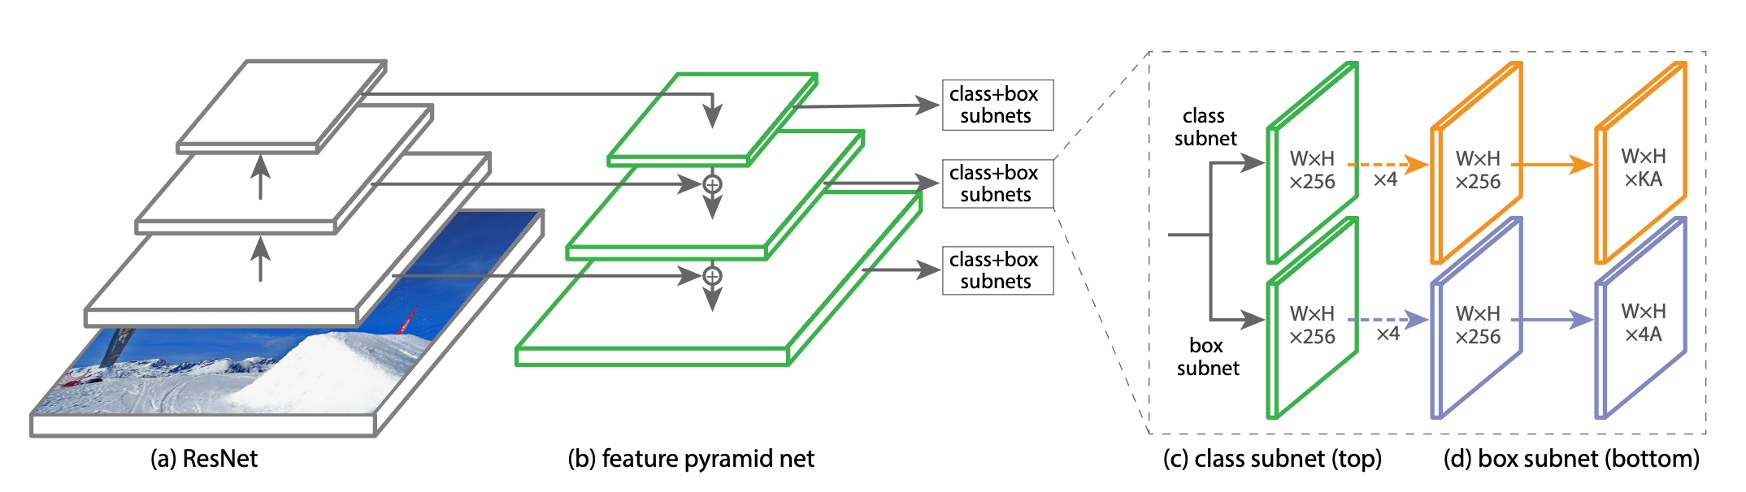 class+box
subnets
class+box
subnets
class+box
subnets
class
subnet
W×H
×256
×4
W×H
×256
W×H
×KA
box
subnet
W×H
×256
×4
W×H
×256
W×H
×4A
(a) ResNet
(b) feature pyramid net
(c) class subnet (top)
(d) box subnet (bottom)